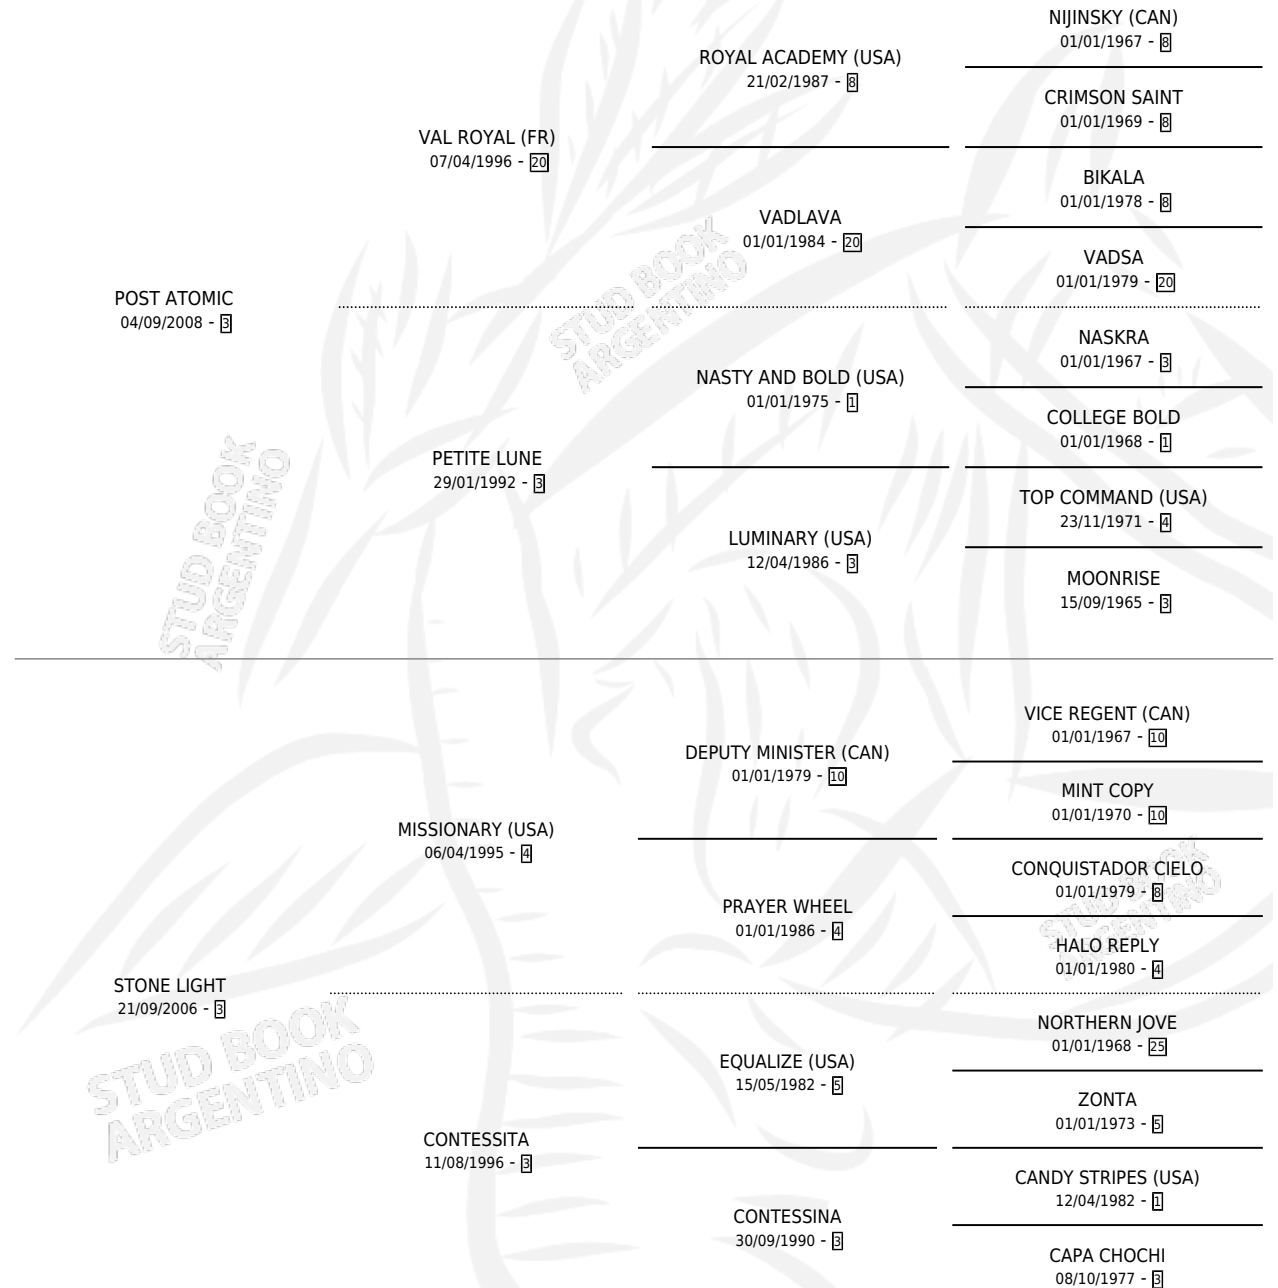 NIJINSKY (CAN)
01/01/1967 - 8
ROYAL ACADEMY (USA)
21/02/1987 - 8
CRIMSON SAINT
01/01/1969 - 8
VAL ROYAL (FR)
07/04/1996 - 20
BIKALA
01/01/1978 - 8
VADLAVA
01/01/1984 - 20
VADSA
01/01/1979 - 20
POST ATOMIC
04/09/2008 - 3
NASKRA
01/01/1967 - 3
NASTY AND BOLD (USA)
01/01/1975 - 1
COLLEGE BOLD
01/01/1968 - 1
PETITE LUNE
29/01/1992 - 3
TOP COMMAND (USA)
23/11/1971 - 4
LUMINARY (USA)
12/04/1986 - 3
MOONRISE
15/09/1965 - 3
VICE REGENT (CAN)
01/01/1967 - 10
DEPUTY MINISTER (CAN)
01/01/1979 - 10
MINT COPY
01/01/1970 - 10
MISSIONARY (USA)
06/04/1995 - 4
CONQUISTADOR CIELO
01/01/1979 - 8
PRAYER WHEEL
01/01/1986 - 4
HALO REPLY
01/01/1980 - 4
STONE LIGHT
21/09/2006 - 3
NORTHERN JOVE
01/01/1968 - 25
EQUALIZE (USA)
15/05/1982 - 5
ZONTA
01/01/1973 - 5
CONTESSITA
11/08/1996 - 3
CANDY STRIPES (USA)
12/04/1982 - 1
CONTESSINA
30/09/1990 - 3
CAPA CHOCHI
08/10/1977 - 3
STUD BOOK
ARGENTINO
STUD BOOK
ARGENTINO
STUD BOOK
ARGENTINO
STUD BOOK
ARGENTINO